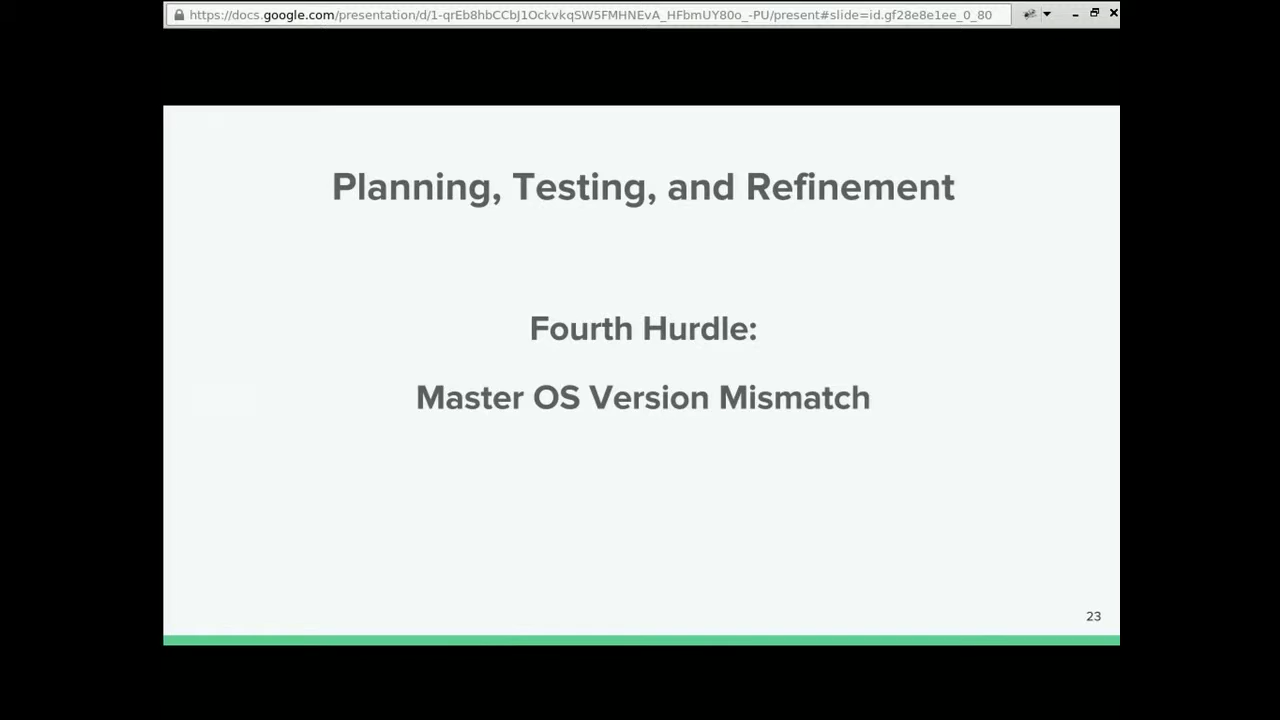 https://docs.google.com/presentation/d/1-qrEb8hbCCbJ1OckvkqSW5FMHNEvA_HFbmUY80o_-PU/present#slide=id.gf28e8e1ee_0_80
Planning, Testing, and Refinement
Fourth Hurdle:
Master OS Version Mismatch
23